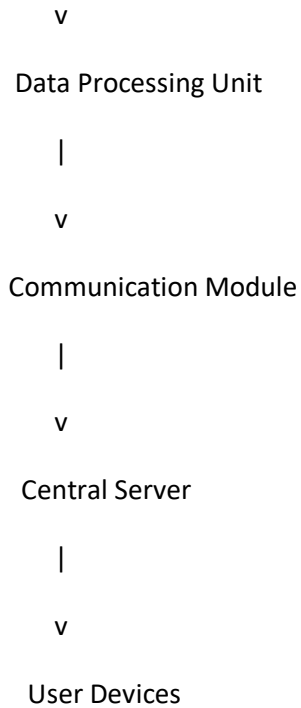 v
Data Processing Unit
|
v
Communication Module
|
v
Central Server
|
v
User Devices